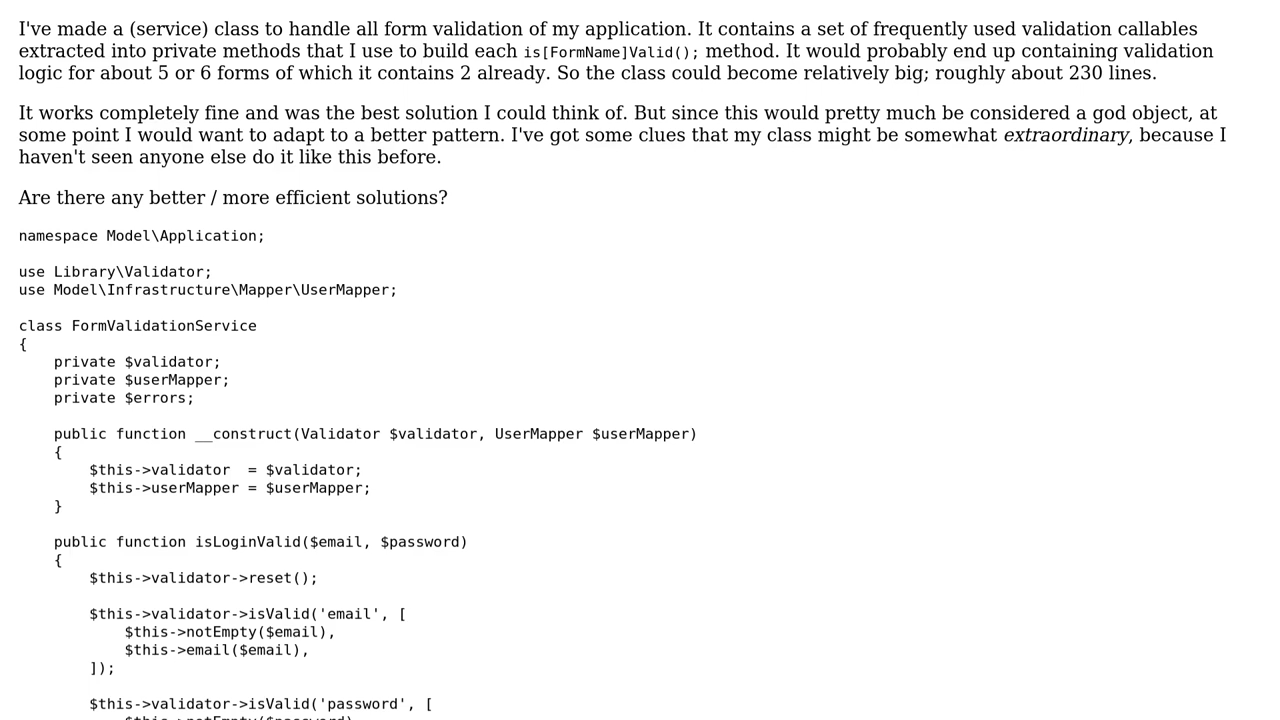 I've made a (service) class to handle all form validation of my application. It contains a set of frequently used validation callables
extracted into private methods that I use to build each is[FormName]Valid(); method. It would probably end up containing validation
logic for about 5 or 6 forms of which it contains 2 already. So the class could become relatively big; roughly about 230 lines.
It works completely fine and was the best solution I could think of. But since this would pretty much be considered a god object, at
some point I would want to adapt to a better pattern. I've got some clues that my class might be somewhat extraordinary, because I
haven't seen anyone else do it like this before.
Are there any better / more efficient solutions?
namespace Model\Application;
use Library\Validator;
use Model\Infrastructure\Mapper\UserMapper;
class FormValidationService
{
    private $validator;
    private $userMapper;
    private $errors;
    public function __construct(Validator $validator, UserMapper $userMapper)
    {
        $this->validator  = $validator;
        $this->userMapper = $userMapper;
    }
    public function isLoginValid($email, $password)
    {
        $this->validator->reset();
        $this->validator->isValid('email', [
            $this->notEmpty($email),
            $this->email($email),
        ]);
        $this->validator->isValid('password', [
            $this->notEmpty($password)